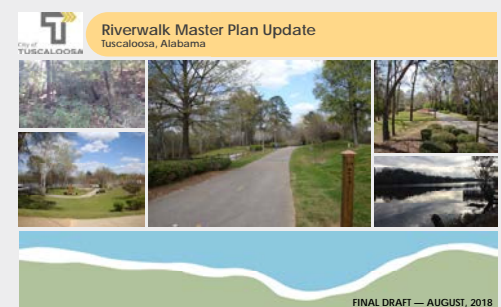 City of
TUSCALOOSA
Riverwalk Master Plan Update
Tuscaloosa, Alabama
FINAL DRAFT — AUGUST, 2018